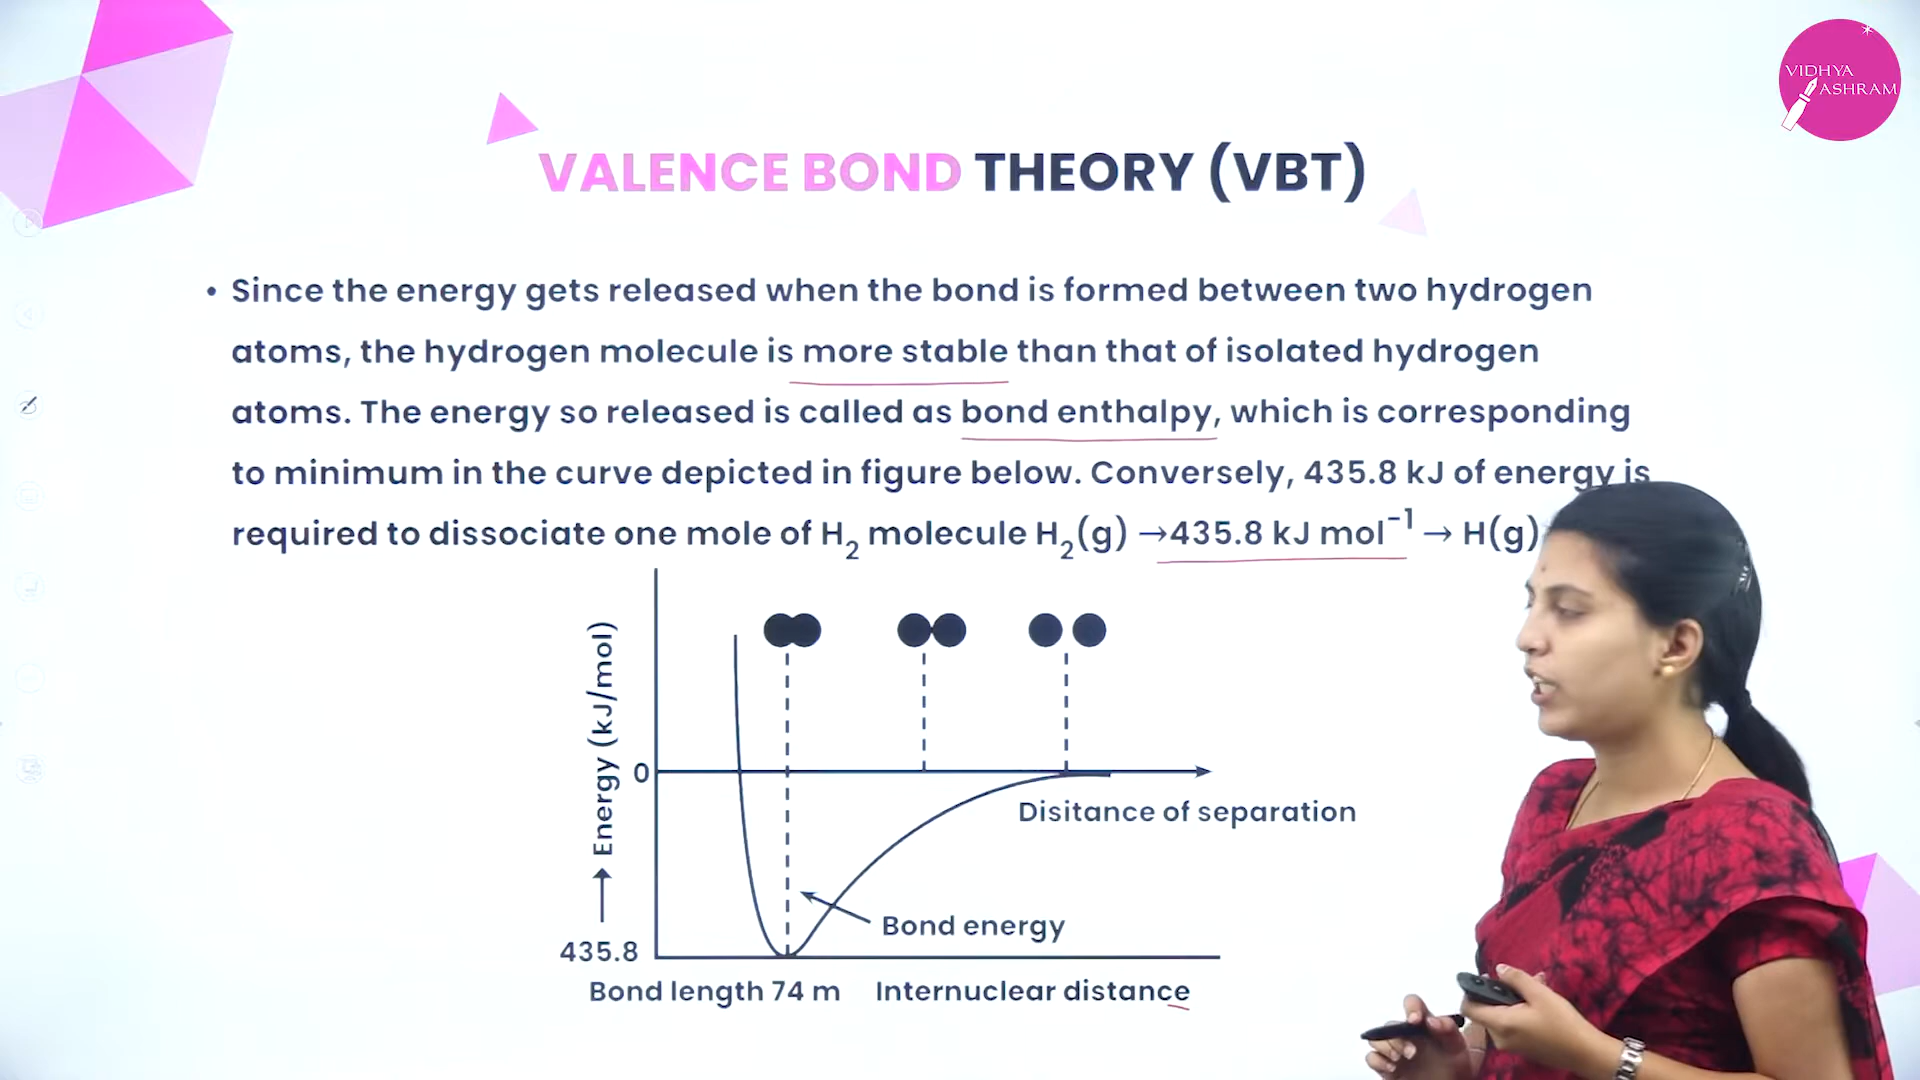 VIDHYA
ASHRAM
VALENCE BOND THEORY (VBT)
• Since the energy gets released when the bond is formed between two hydrogen
atoms, the hydrogen molecule is more stable than that of isolated hydrogen
atoms. The energy so released is called as bond enthalpy, which is corresponding
to minimum in the curve depicted in figure below. Conversely, 435.8 kJ of energy is
required to dissociate one mole of H₂ molecule H₂(g) →435.8 kJ mol⁻¹ → H(g)
→ Energy (kJ/mol)
0
Disitance of separation
Bond energy
435.8
Bond length 74 m Internuclear distance